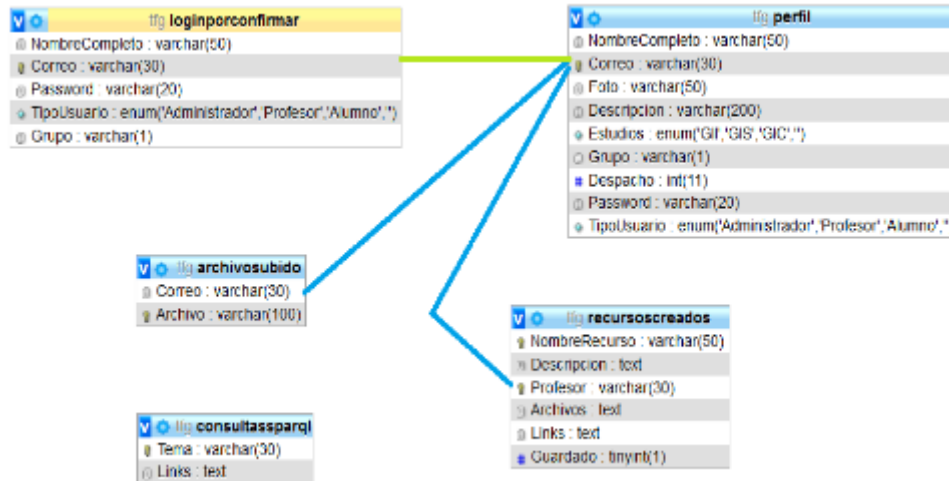 tfg loginporconfirmar
NombreCompleto : varchar(50)
Correo : varchar(30)
Password : varchar(20)
TipoUsuario : enum('Administrador','Profesor','Alumno','')
Grupo : varchar(1)
tfg perfil
NombreCompleto : varchar(50)
Correo : varchar(30)
Foto : varchar(50)
Descripcion : varchar(200)
Estudios : enum('GII','GIS','GIC','')
Grupo : varchar(1)
# Despacho : int(11)
Password : varchar(20)
TipoUsuario : enum('Administrador','Profesor','Alumno','
tfg archivosubido
Correo : varchar(30)
Archivo : varchar(100)
tfg recursoscreados
NombreRecurso : varchar(50)
Descripcion : text
Profesor : varchar(30)
Archivos : text
Links : text
# Guardado : tinyint(1)
tfg consultassparql
Tema : varchar(30)
Links : text